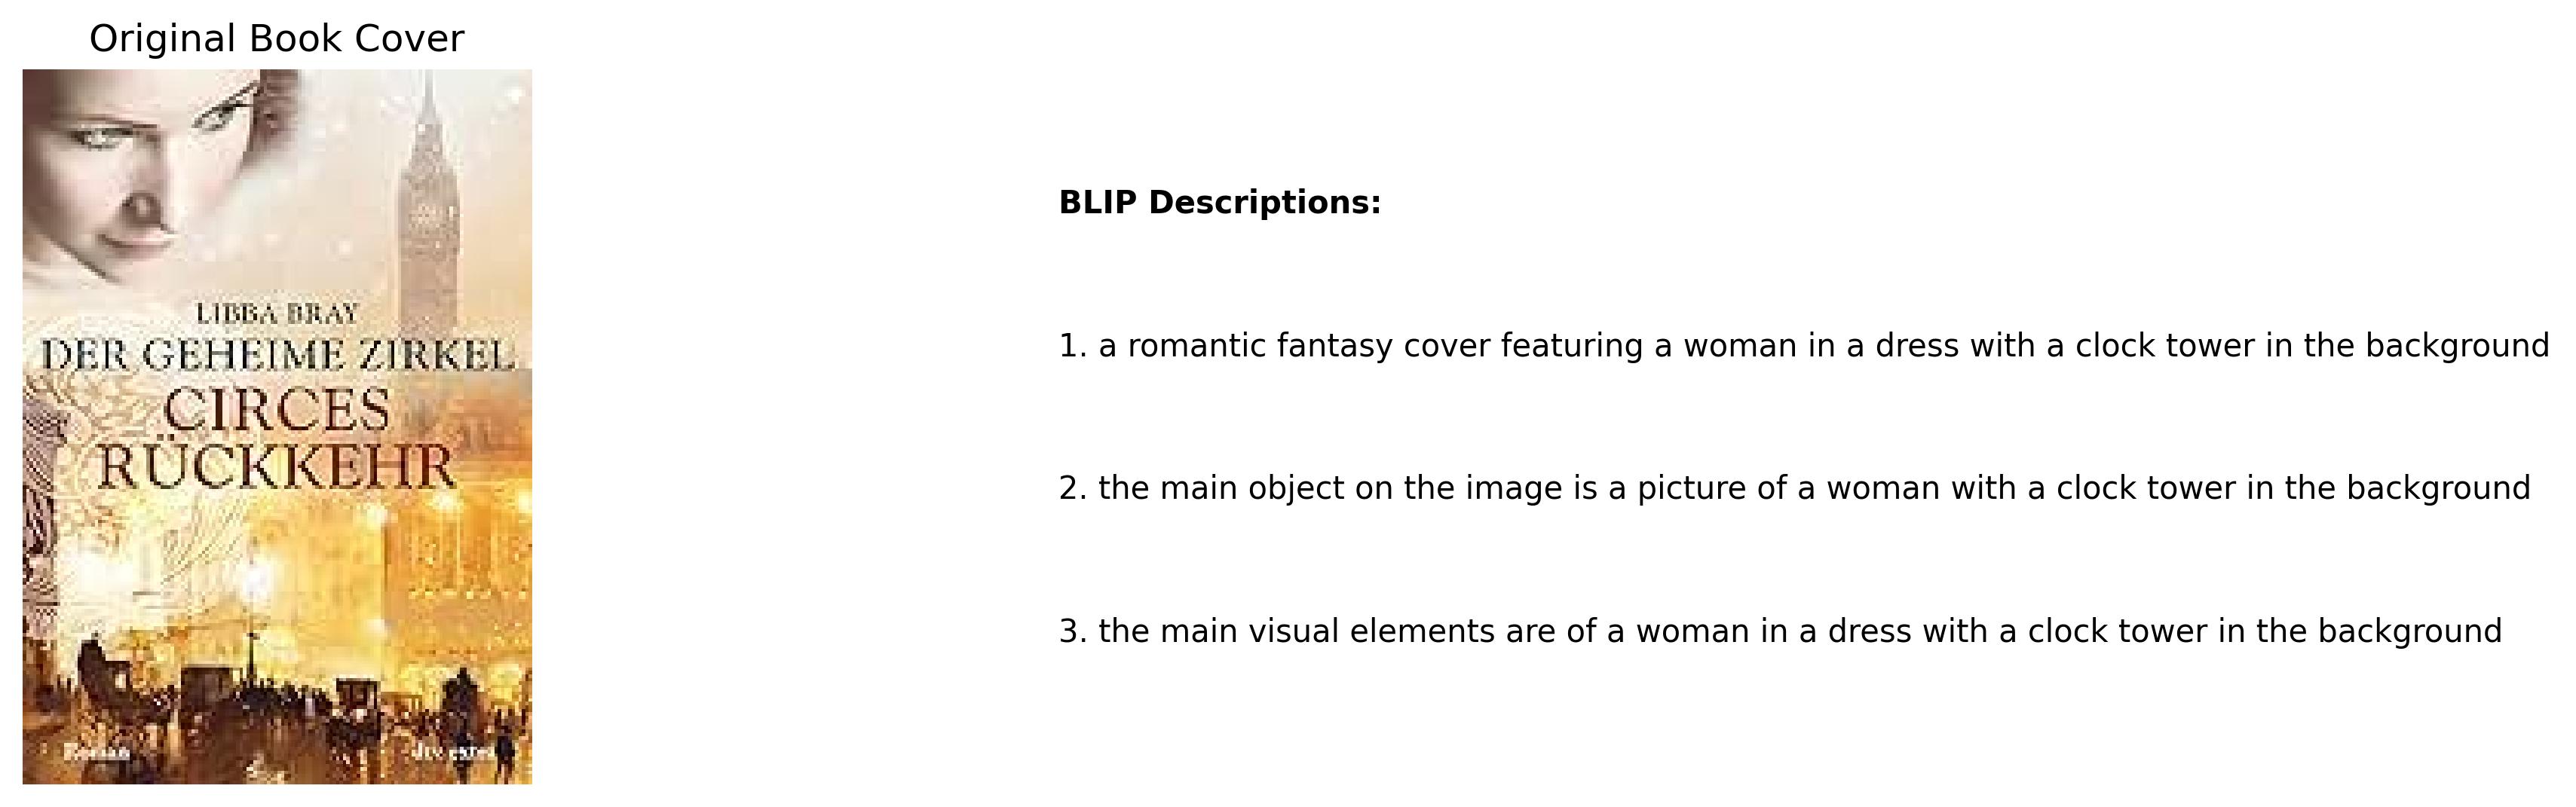 Original Book Cover
LIBBA BRAY
DER GEHEIME ZIRKEL
CIRCES
RÜCKKEHR
Roman
dtv extra
BLIP Descriptions:
1. a romantic fantasy cover featuring a woman in a dress with a clock tower in the background
2. the main object on the image is a picture of a woman with a clock tower in the background
3. the main visual elements are of a woman in a dress with a clock tower in the background